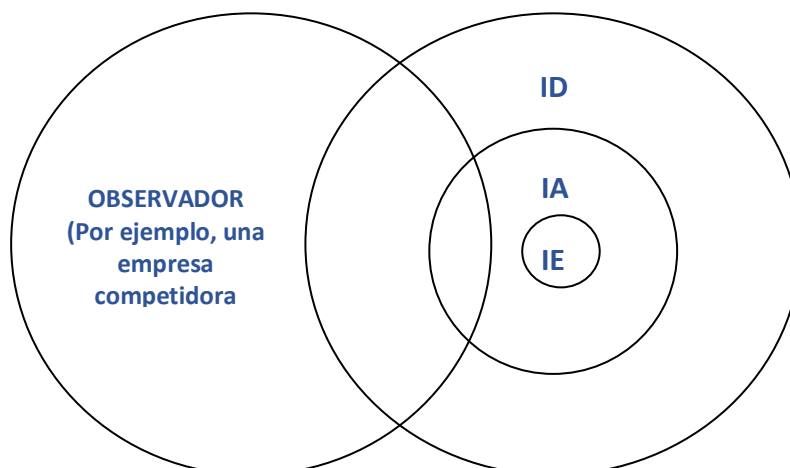 ID
IA
OBSERVADOR
(Por ejemplo, una
empresa
competidora
IE